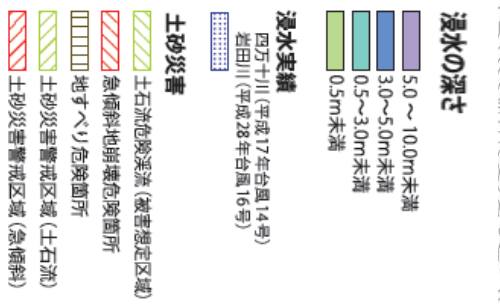 浸水の深さ
5.0 ～ 10.0m未満
3.0～5.0m未満
0.5～3.0m未満
0.5m未満
浸水実績
四万十川(平成17年台風14号)
岩田川(平成28年台風16号)
土砂災害
土石流危険渓流(被害想定区域)
急傾斜地崩壊危険箇所
地すべり危険箇所
土砂災害警戒区域(土石流)
土砂災害警戒区域(急傾斜)